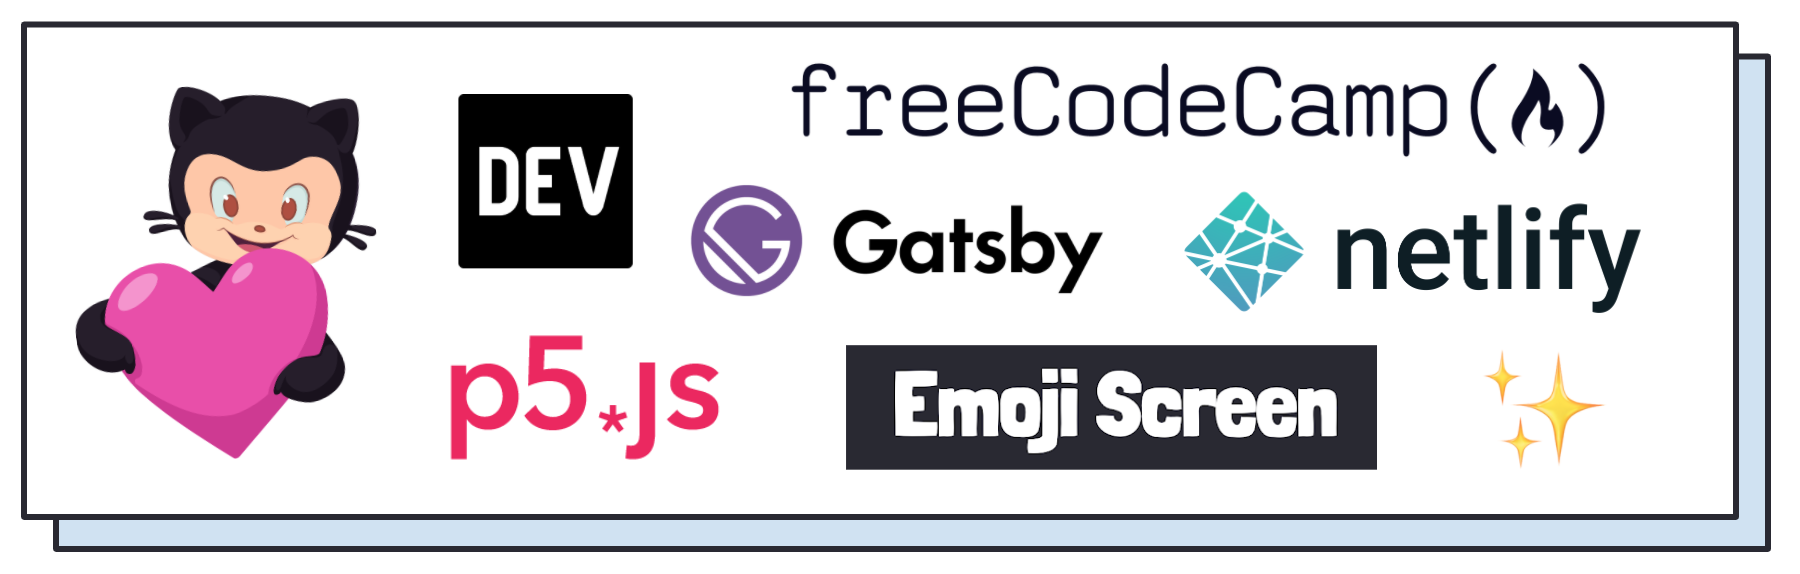 DEV
freeCodeCamp(🔥)
Gatsby
netlify
p5*js
Emoji Screen